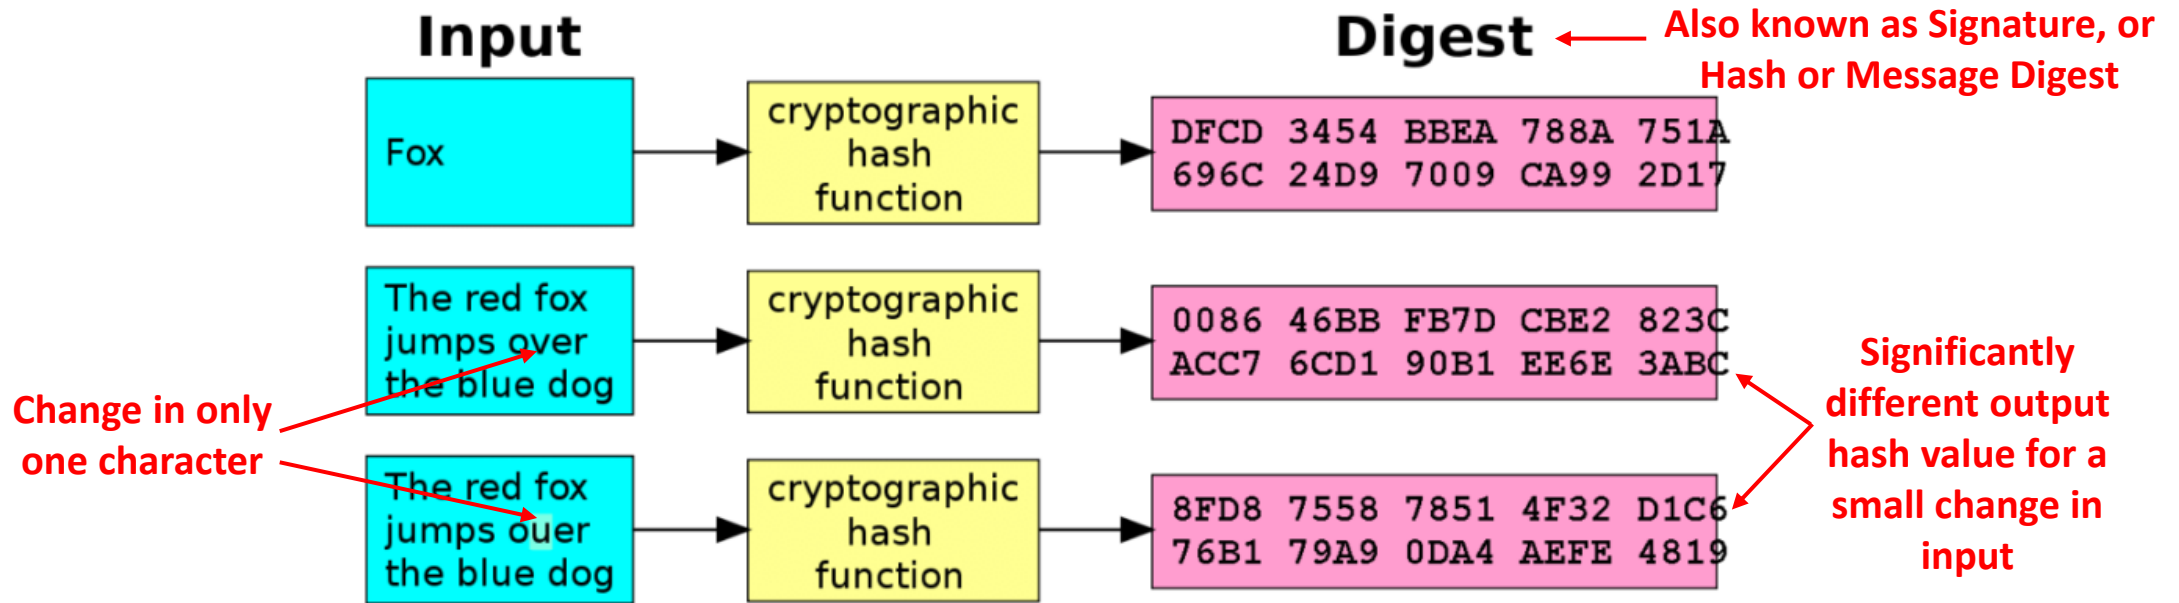 Input
Digest
Also known as Signature, or
Hash or Message Digest
Fox
cryptographic
hash
function
DFCD 3454 BBEA 788A 751A
696C 24D9 7009 CA99 2D17
The red fox
jumps over
the blue dog
cryptographic
hash
function
0086 46BB FB7D CBE2 823C
ACC7 6CD1 90B1 EE6E 3ABC
Change in only
one character
Significantly
different output
hash value for a
small change in
input
The red fox
jumps ouer
the blue dog
cryptographic
hash
function
8FD8 7558 7851 4F32 D1C6
76B1 79A9 0DA4 AEFE 4819